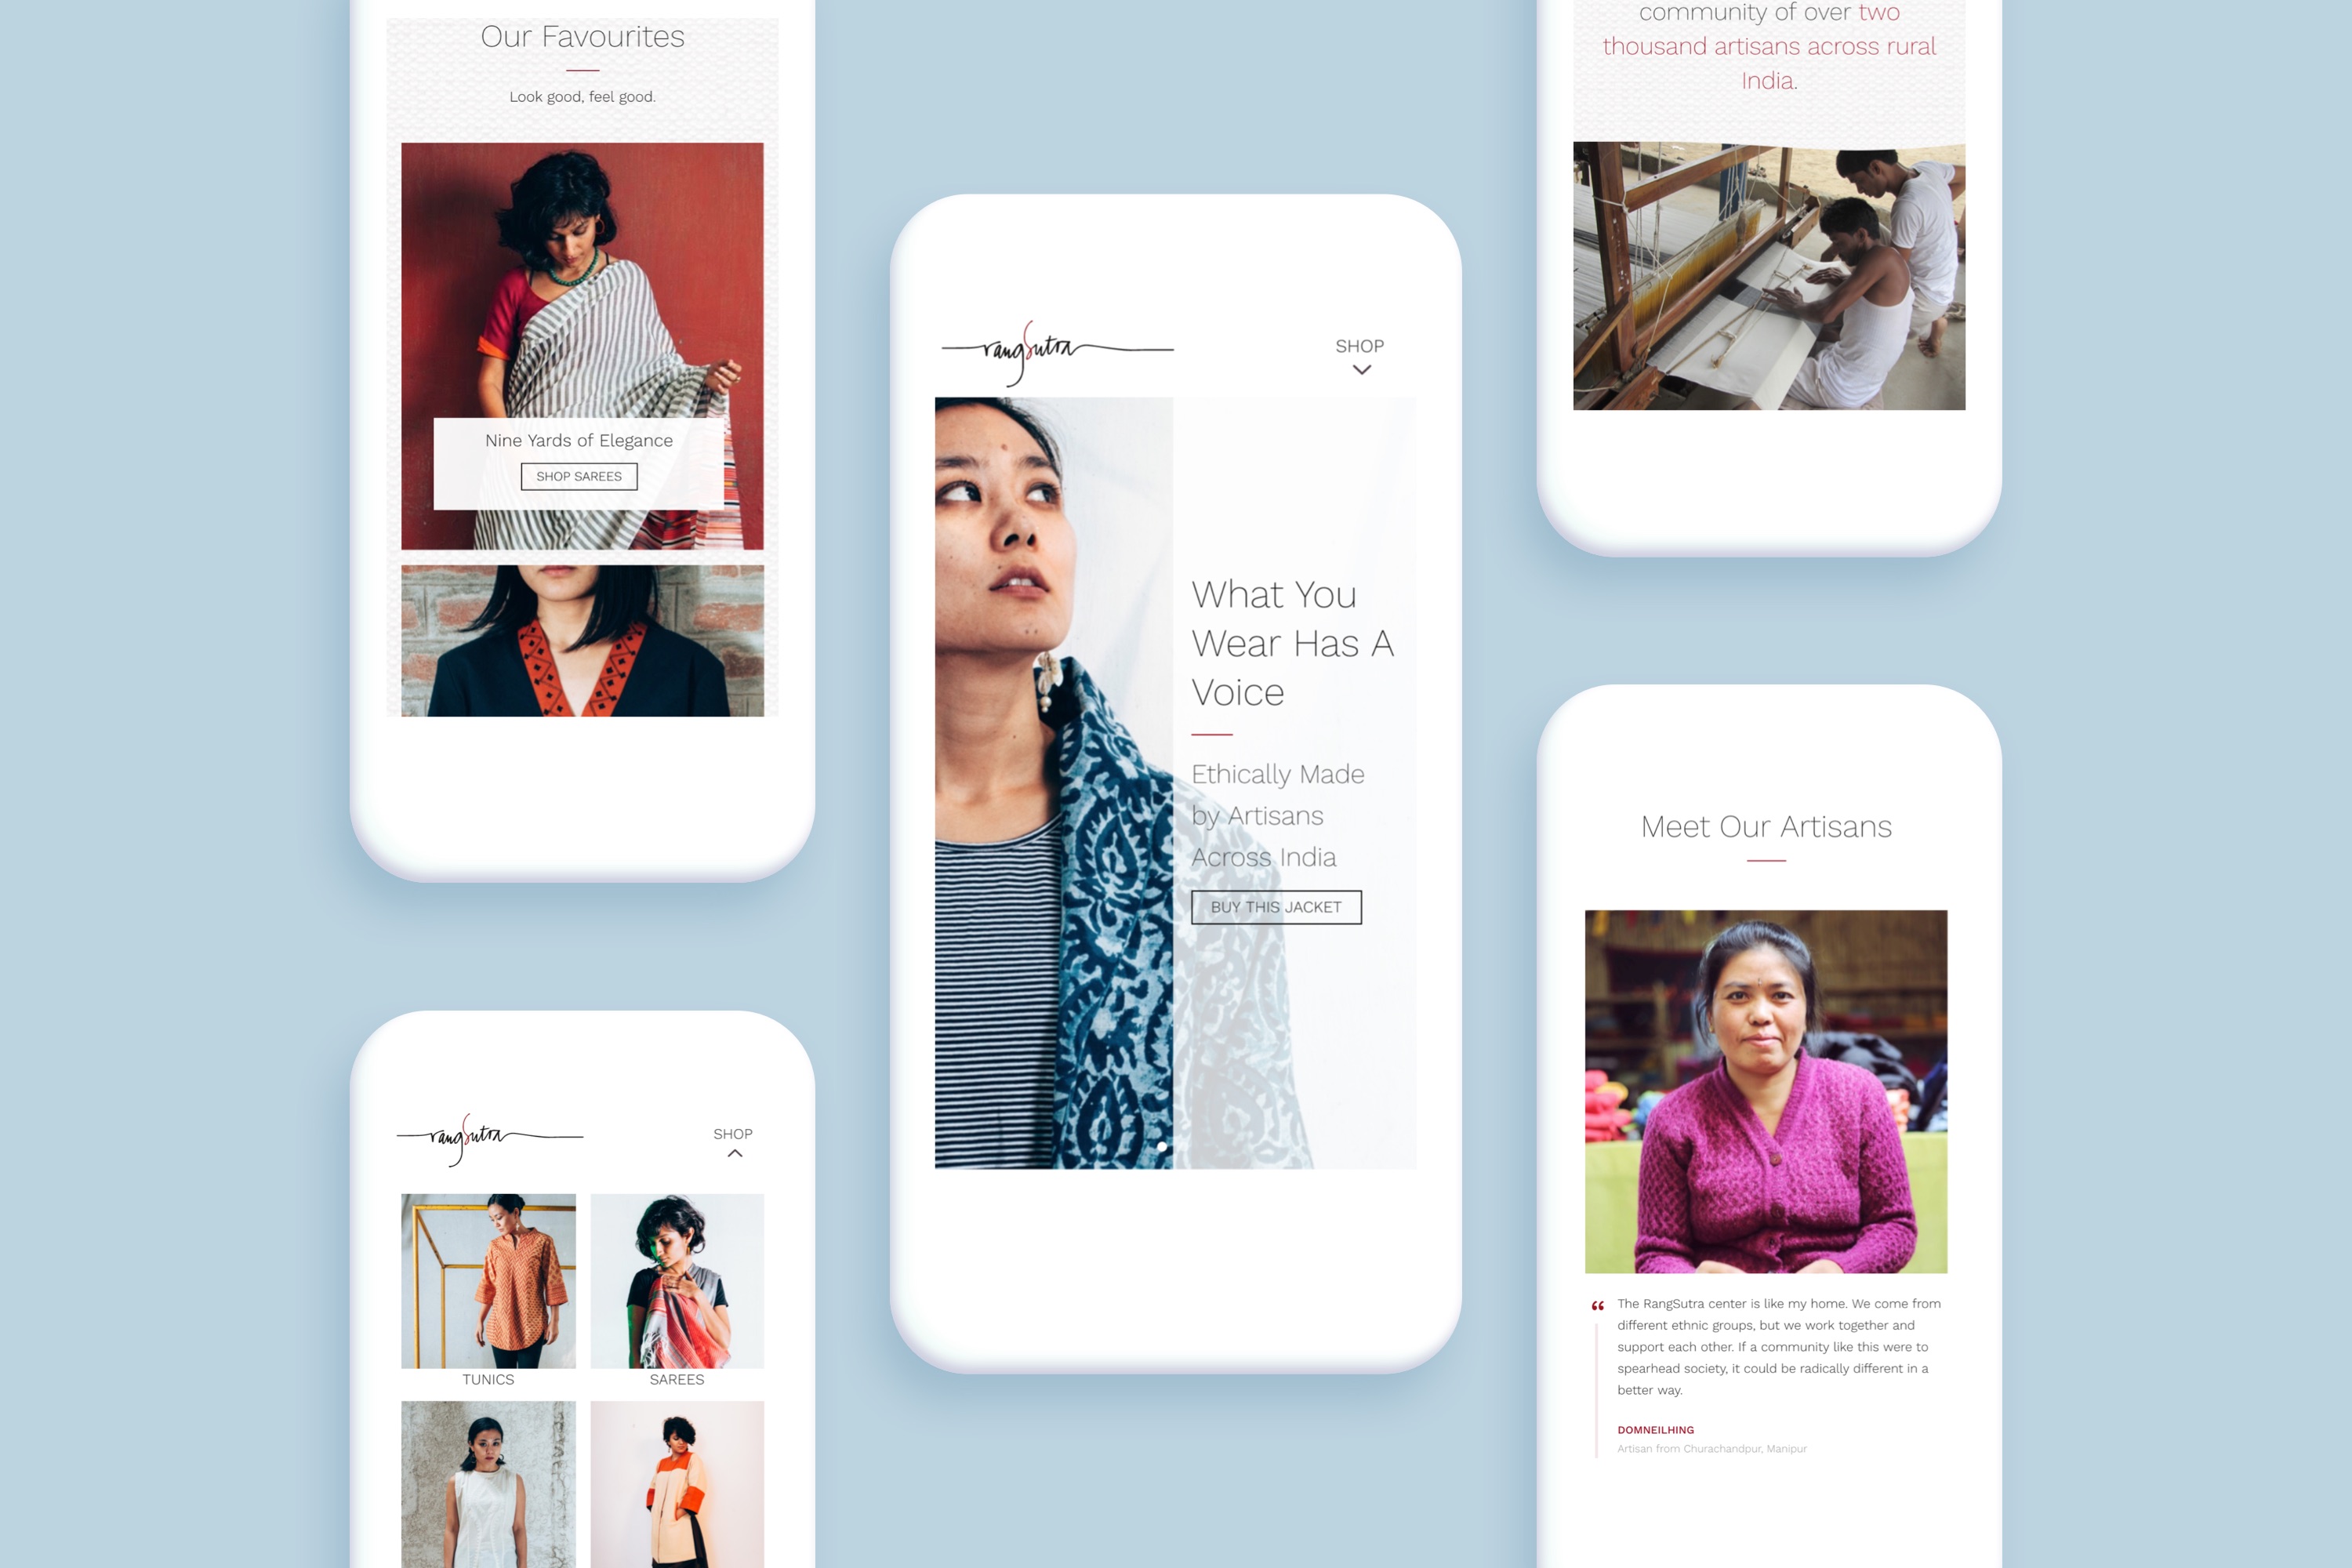 Our Favourites
Look good, feel good.
Nine Yards of Elegance
SHOP SAREES
rangSutra
SHOP
TUNICS
SAREES
rangSutra
SHOP
What You
Wear Has A
Voice
Ethically Made
by Artisans
Across India
BUY THIS JACKET
community of over two
thousand artisans across rural
India.
Meet Our Artisans
“ The RangSutra center is like my home. We come from
different ethnic groups, but we work together and
support each other. If a community like this were to
spearhead society, it could be radically different in a
better way.
DOMNEILHING
Artisan from Churachandpur, Manipur